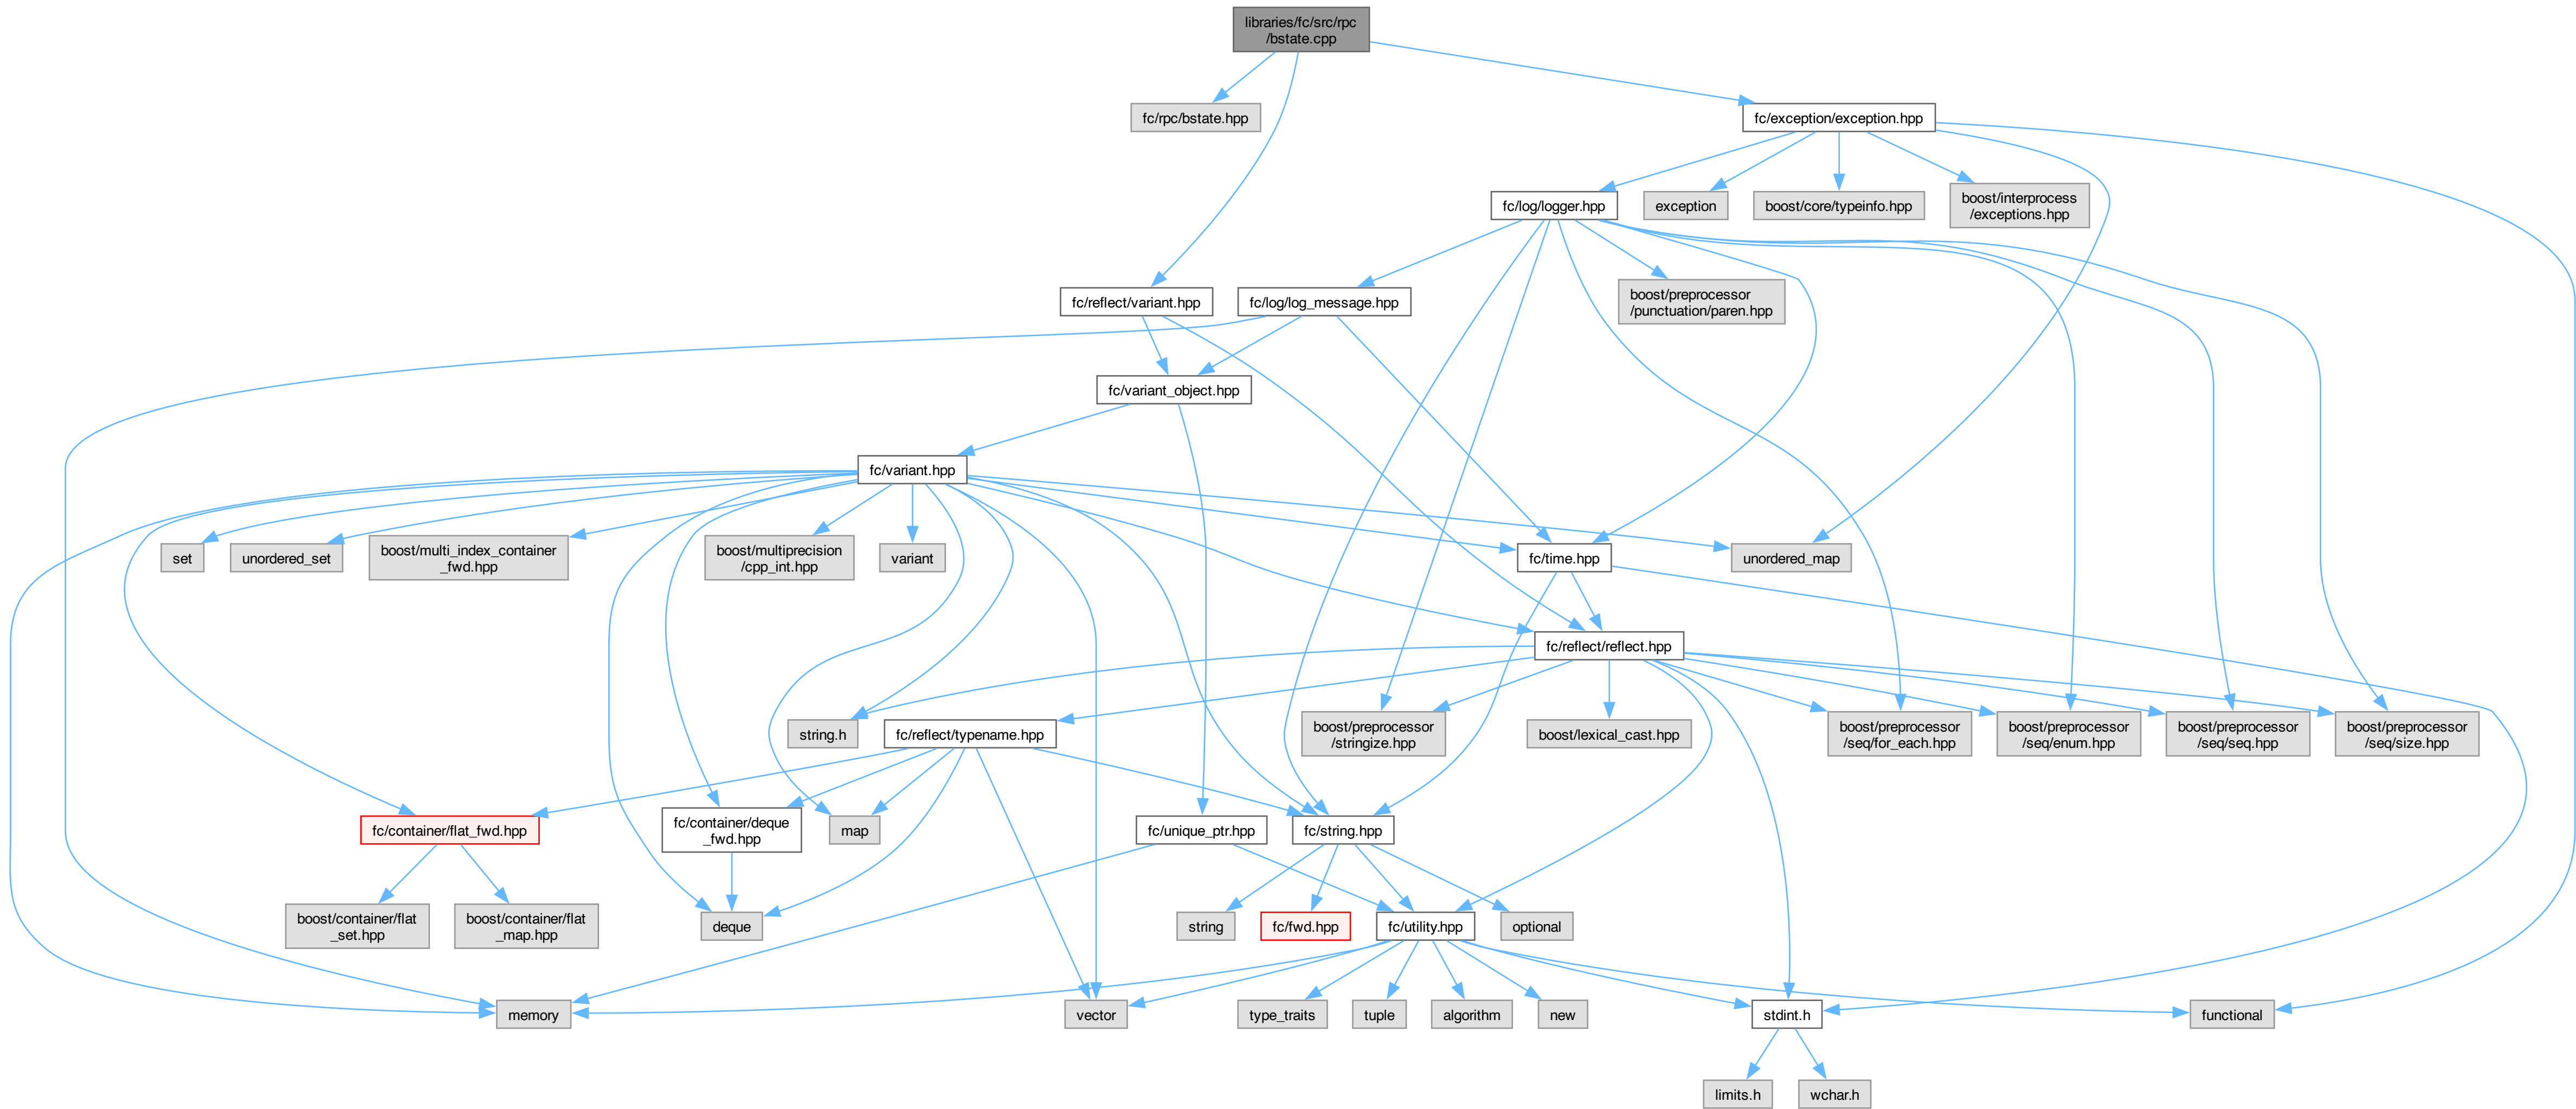 libraries/fc/src/rpc
/bstate.cpp
fc/rpc/bstate.hpp
fc/exception/exception.hpp
fc/log/logger.hpp
exception
boost/core/typeinfo.hpp
boost/interprocess
/exceptions.hpp
fc/reflect/variant.hpp
fc/log/log_message.hpp
boost/preprocessor
/punctuation/paren.hpp
fc/variant_object.hpp
fc/variant.hpp
set
unordered_set
boost/multi_index_container
_fwd.hpp
boost/multiprecision
/cpp_int.hpp
variant
fc/time.hpp
unordered_map
fc/reflect/reflect.hpp
string.h
fc/reflect/typename.hpp
boost/preprocessor
/stringize.hpp
boost/lexical_cast.hpp
boost/preprocessor
/seq/for_each.hpp
boost/preprocessor
/seq/enum.hpp
boost/preprocessor
/seq/seq.hpp
boost/preprocessor
/seq/size.hpp
fc/container/flat_fwd.hpp
fc/container/deque
_fwd.hpp
map
fc/unique_ptr.hpp
fc/string.hpp
boost/container/flat
_set.hpp
boost/container/flat
_map.hpp
deque
string
fc/fwd.hpp
fc/utility.hpp
optional
memory
vector
type_traits
tuple
algorithm
new
stdint.h
functional
limits.h
wchar.h